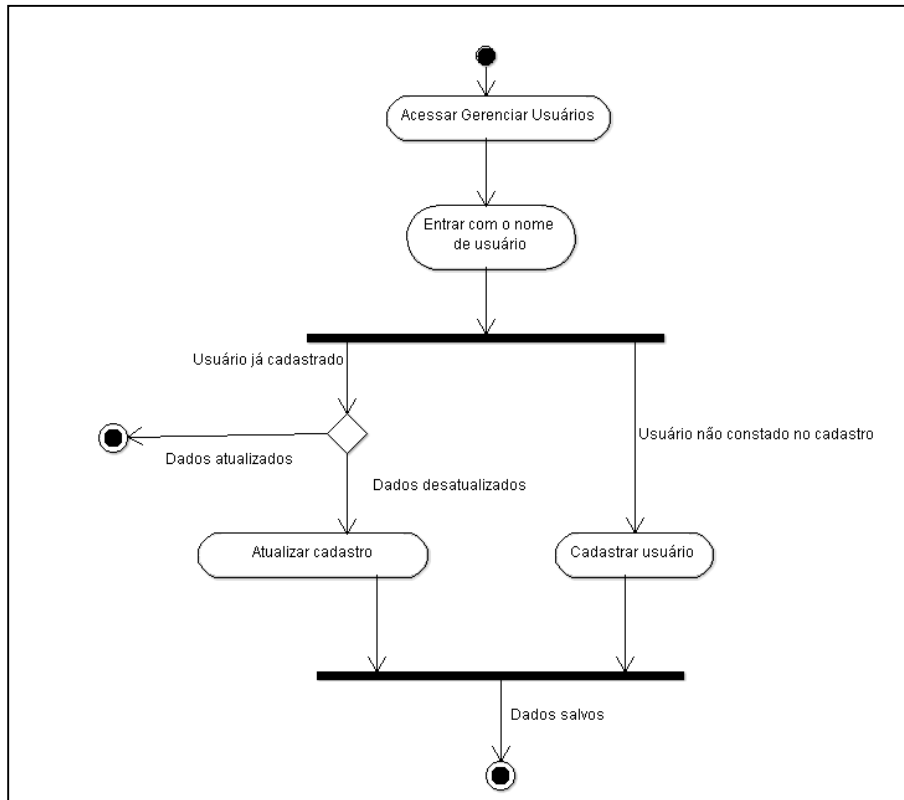 Acessar Gerenciar Usuários
Entrar com o nome
de usuário
Usuário já cadastrado
Usuário não constado no cadastro
Dados atualizados
Dados desatualizados
Atualizar cadastro
Cadastrar usuário
Dados salvos